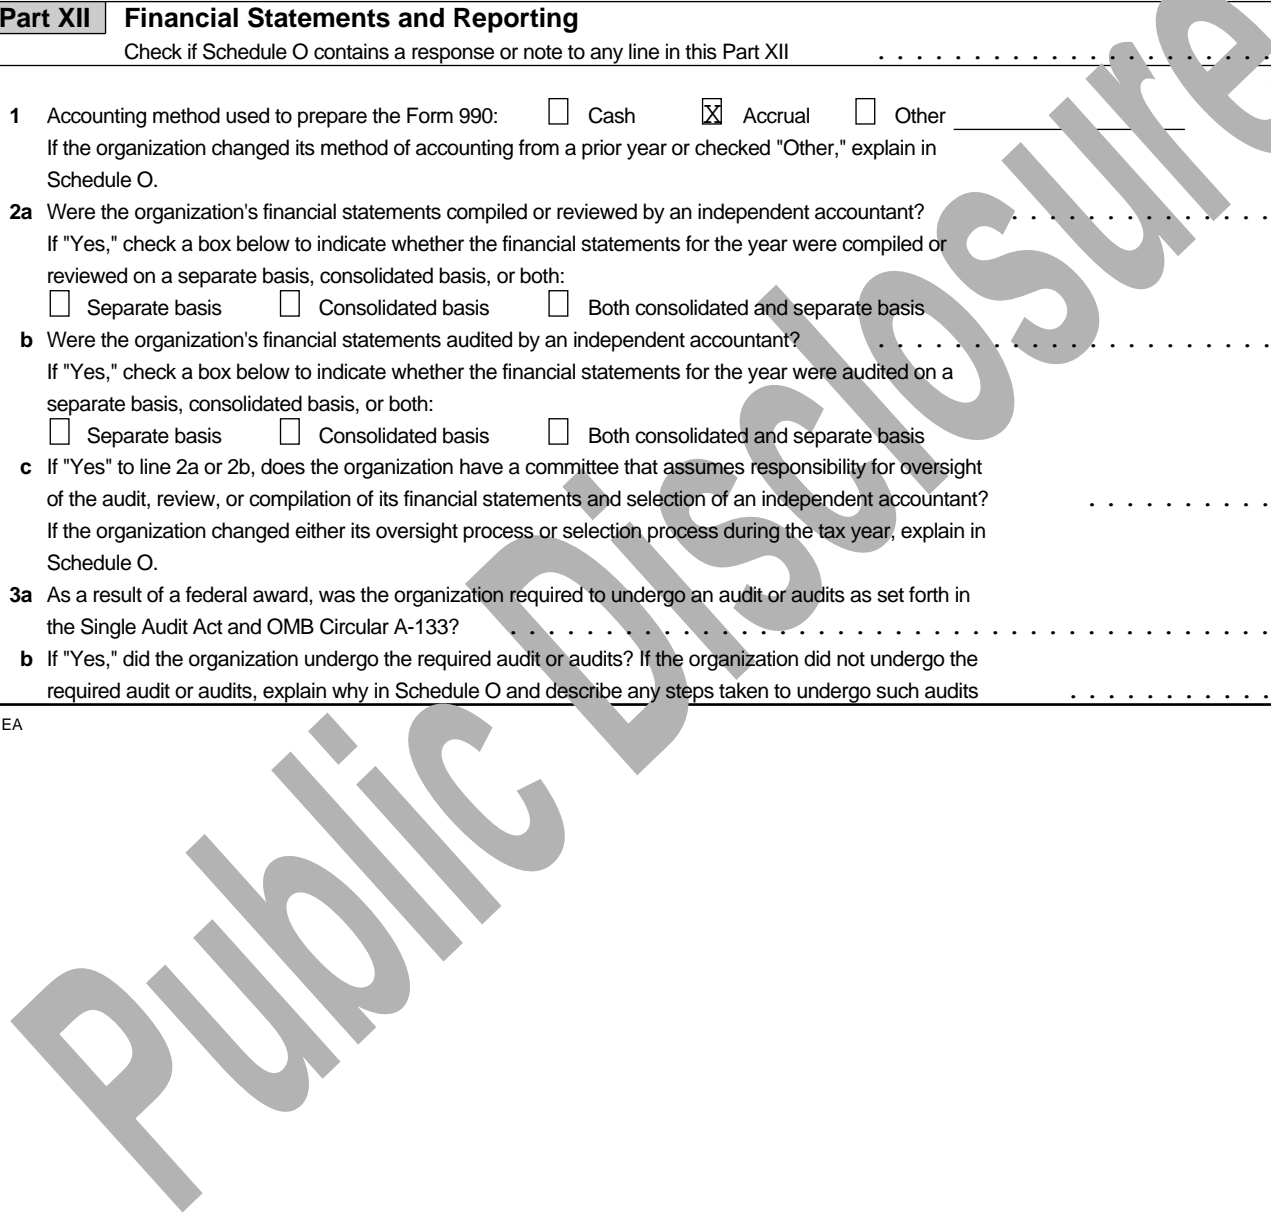 Part XII Financial Statements and Reporting
Check if Schedule O contains a response or note to any line in this Part XII . . . . . . . . . . . . . . . . . . . . .
1 Accounting method used to prepare the Form 990: ☐ Cash ☒ Accrual ☐ Other
If the organization changed its method of accounting from a prior year or checked "Other," explain in
Schedule O.
2a Were the organization's financial statements compiled or reviewed by an independent accountant? . . . . . . . . . . . . . .
If "Yes," check a box below to indicate whether the financial statements for the year were compiled or
reviewed on a separate basis, consolidated basis, or both:
☐ Separate basis ☐ Consolidated basis ☐ Both consolidated and separate basis
b Were the organization's financial statements audited by an independent accountant? . . . . . . . . . . . . . . . . . . . . .
If "Yes," check a box below to indicate whether the financial statements for the year were audited on a
separate basis, consolidated basis, or both:
☐ Separate basis ☐ Consolidated basis ☐ Both consolidated and separate basis
c If "Yes" to line 2a or 2b, does the organization have a committee that assumes responsibility for oversight
of the audit, review, or compilation of its financial statements and selection of an independent accountant? . . . . . . . . . .
If the organization changed either its oversight process or selection process during the tax year, explain in
Schedule O.
3a As a result of a federal award, was the organization required to undergo an audit or audits as set forth in
the Single Audit Act and OMB Circular A-133? . . . . . . . . . . . . . . . . . . . . . . . . . . . . . . . . . . . . . . . .
b If "Yes," did the organization undergo the required audit or audits? If the organization did not undergo the
required audit or audits, explain why in Schedule O and describe any steps taken to undergo such audits . . . . . . . . . . .
EA
Public Disclosure